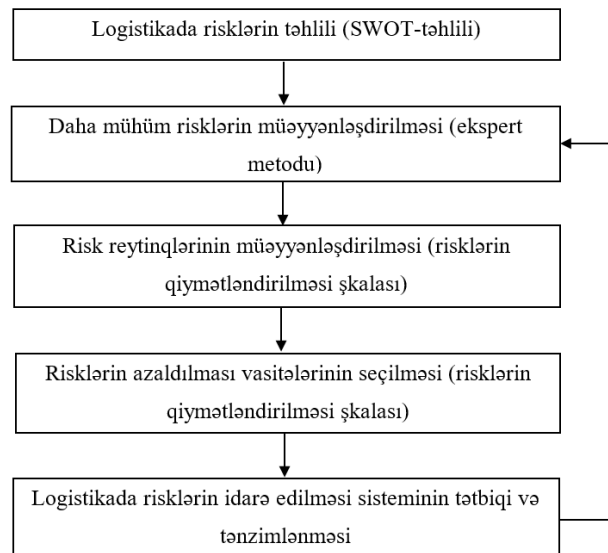 Logistikada risklərin təhlili (SWOT-təhlili)
Daha mühüm risklərin müəyyənləşdirilməsi (ekspert
metodu)
Risk reytinqlərinin müəyyənləşdirilməsi (risklərin
qiymətləndirilməsi şkalası)
Risklərin azaldılması vasitələrinin seçilməsi (risklərin
qiymətləndirilməsi şkalası)
Logistikada risklərin idarə edilməsi sisteminin tətbiqi və
tənzimlənməsi